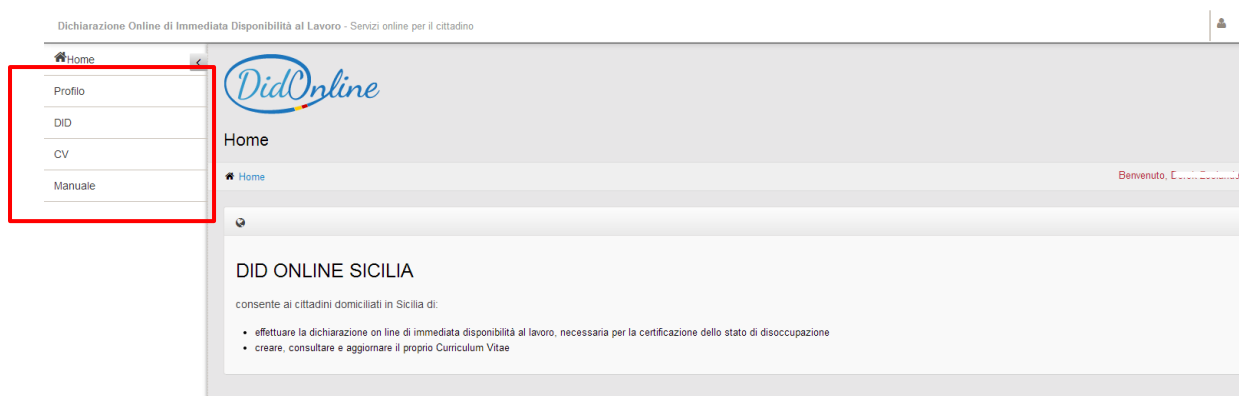 Dichiarazione Online di Immediata Disponibilità al Lavoro - Servizi online per il cittadino
Home
Profilo
DID
CV
Manuale
DidOnline
Home
Home
Benvenuto,
DID ONLINE SICILIA
consente ai cittadini domiciliati in Sicilia di:
• effettuare la dichiarazione on line di immediata disponibilità al lavoro, necessaria per la certificazione dello stato di disoccupazione
• creare, consultare e aggiornare il proprio Curriculum Vitae